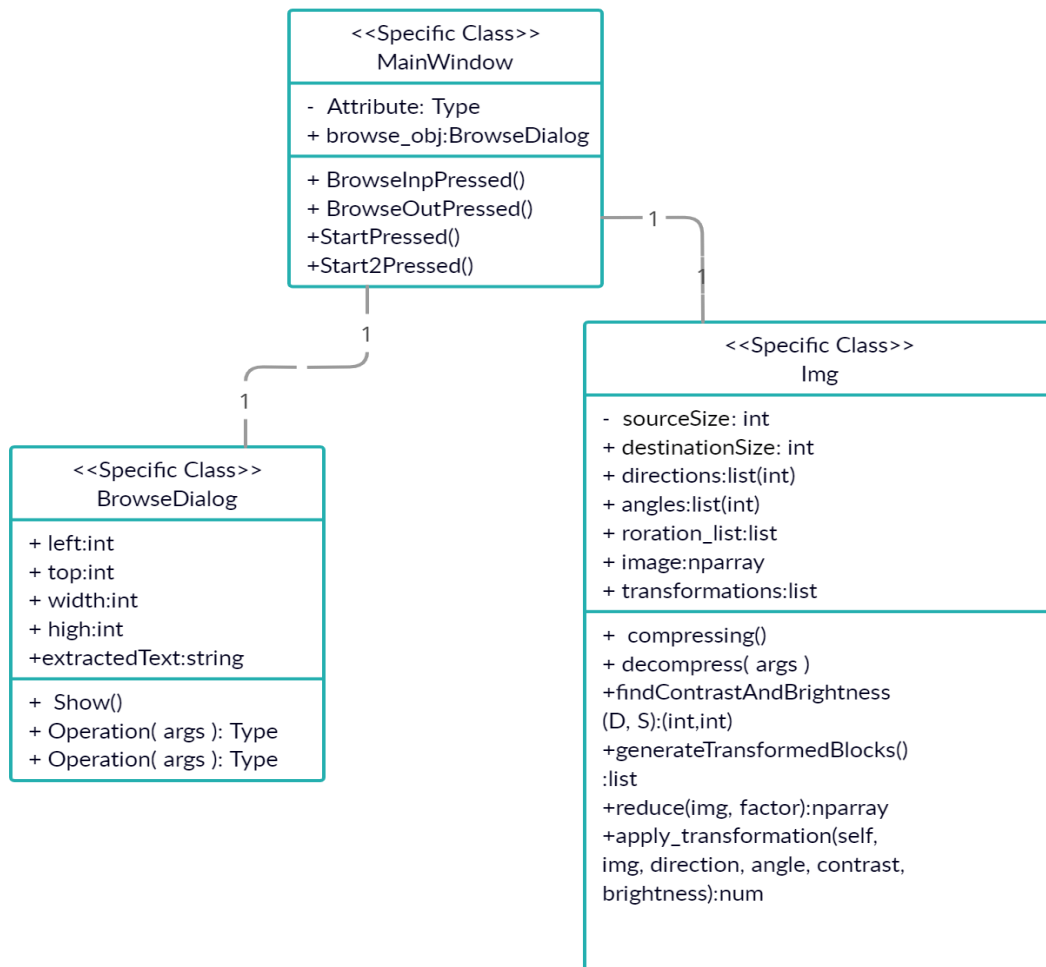 <<Specific Class>>
MainWindow
- Attribute: Type
+ browse_obj:BrowseDialog
+ BrowseInpPressed()
+ BrowseOutPressed()
+StartPressed()
+Start2Pressed()
1
1
1
1
<<Specific Class>>
BrowseDialog
+ left:int
+ top:int
+ width:int
+ high:int
+extractedText:string
+ Show()
+ Operation( args ): Type
+ Operation( args ): Type
<<Specific Class>>
Img
- sourceSize: int
+ destinationSize: int
+ directions:list(int)
+ angles:list(int)
+ roration_list:list
+ image:nparray
+ transformations:list
+ compressing()
+ decompress( args )
+findContrastAndBrightness
(D, S):(int,int)
+generateTransformedBlocks()
:list
+reduce(img, factor):nparray
+apply_transformation(self,
img, direction, angle, contrast,
brightness):num